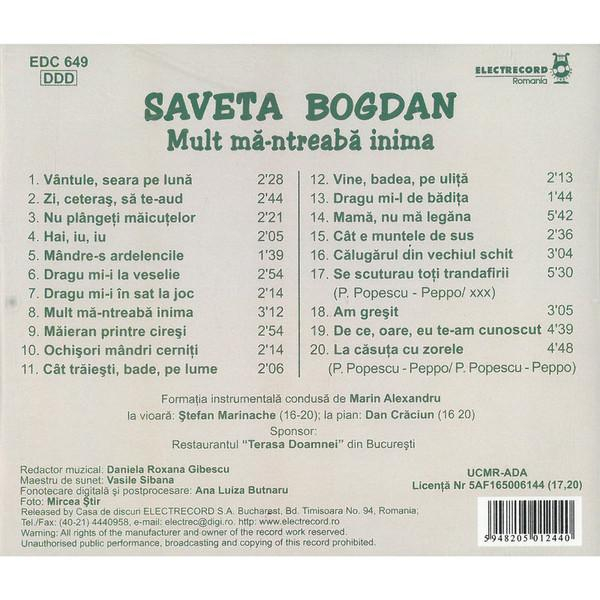 EDC 649
DDD
ELECTRECORD
Romania
SAVETA BOGDAN
Mult mă-ntreabă inima
1. Vântule, seara pe lună 2'28
2. Zi, ceteraş, să te-aud 2'44
3. Nu plângeţi măicuţelor 2'21
4. Hai, iu, iu 2'05
5. Mândre-s ardelencile 1'39
6. Dragu mi-i la veselie 2'54
7. Dragu mi-i în sat la joc 2'14
8. Mult mă-ntreabă inima 3'12
9. Măieran printre cireşi 2'54
10. Ochişori mândri cerniţi 2'14
11. Cât trăieşti, bade, pe lume 2'06
12. Vine, badea, pe uliţă 2'13
13. Dragu mi-l de bădiţa 1'44
14. Mamă, nu mă legăna 5'42
15. Cât e muntele de sus 2'36
16. Călugărul din vechiul schit 3'04
17. Se scuturau toţi trandafirii 5'30
(P. Popescu - Peppo/ xxx)
18. Am greşit 3'05
19. De ce, oare, eu te-am cunoscut 4'39
20. La căsuţa cu zorele 4'48
(P. Popescu - Peppo/ P. Popescu - Peppo)
Formaţia instrumentală condusă de Marin Alexandru
la vioară: Ştefan Marinache (16-20); la pian: Dan Crăciun (16 20)
Sponsor:
Restaurantul “Terasa Doamnei” din Bucureşti
Redactor muzical: Daniela Roxana Gibescu
Maestru de sunet: Vasile Sibana
Fonotecare digitală şi postprocesare: Ana Luiza Butnaru
Foto: Mircea Ştir
Released by Casa de discuri ELECTRECORD S.A. Bucharest, Bd. Timisoara No. 94, Romania;
Tel./Fax: (40-21) 4440958, e-mail: electrec@digi.ro, http: www.electrecord.ro
Warning: All rights of the manufacturer and owner of the record work reserved.
Unauthorised public performance, broadcasting and copying of this record prohibited.
UCMR-ADA
Licenţă Nr 5AF165006144 (17,20)
5948205012440